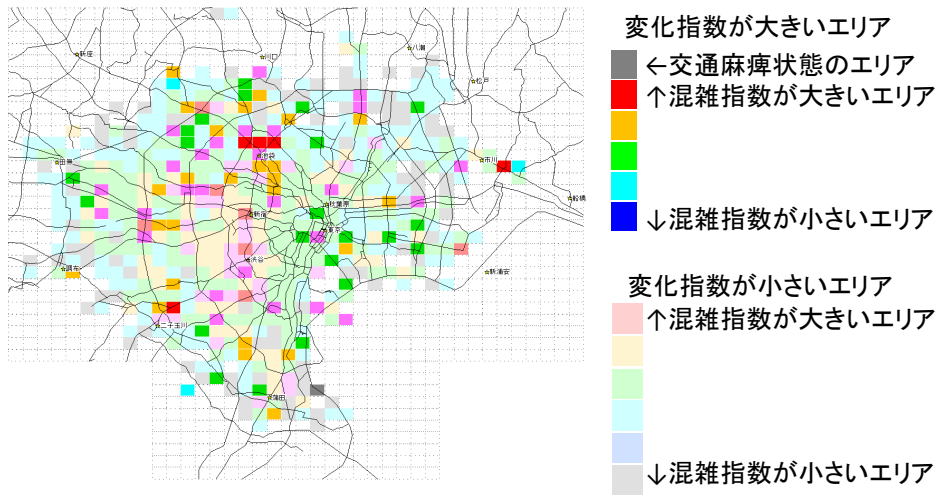 変化指数が大きいエリア
←交通麻痺状態のエリア
↑混雑指数が大きいエリア
↓混雑指数が小さいエリア
変化指数が小さいエリア
↑混雑指数が大きいエリア
↓混雑指数が小さいエリア
☆新座
☆川口
☆八潮
☆松戸
☆田無
☆池袋
☆市川
☆船橋
☆新宿
☆秋葉原
☆東京
☆渋谷
☆調布
☆新浦安
☆二子玉川
☆蒲田